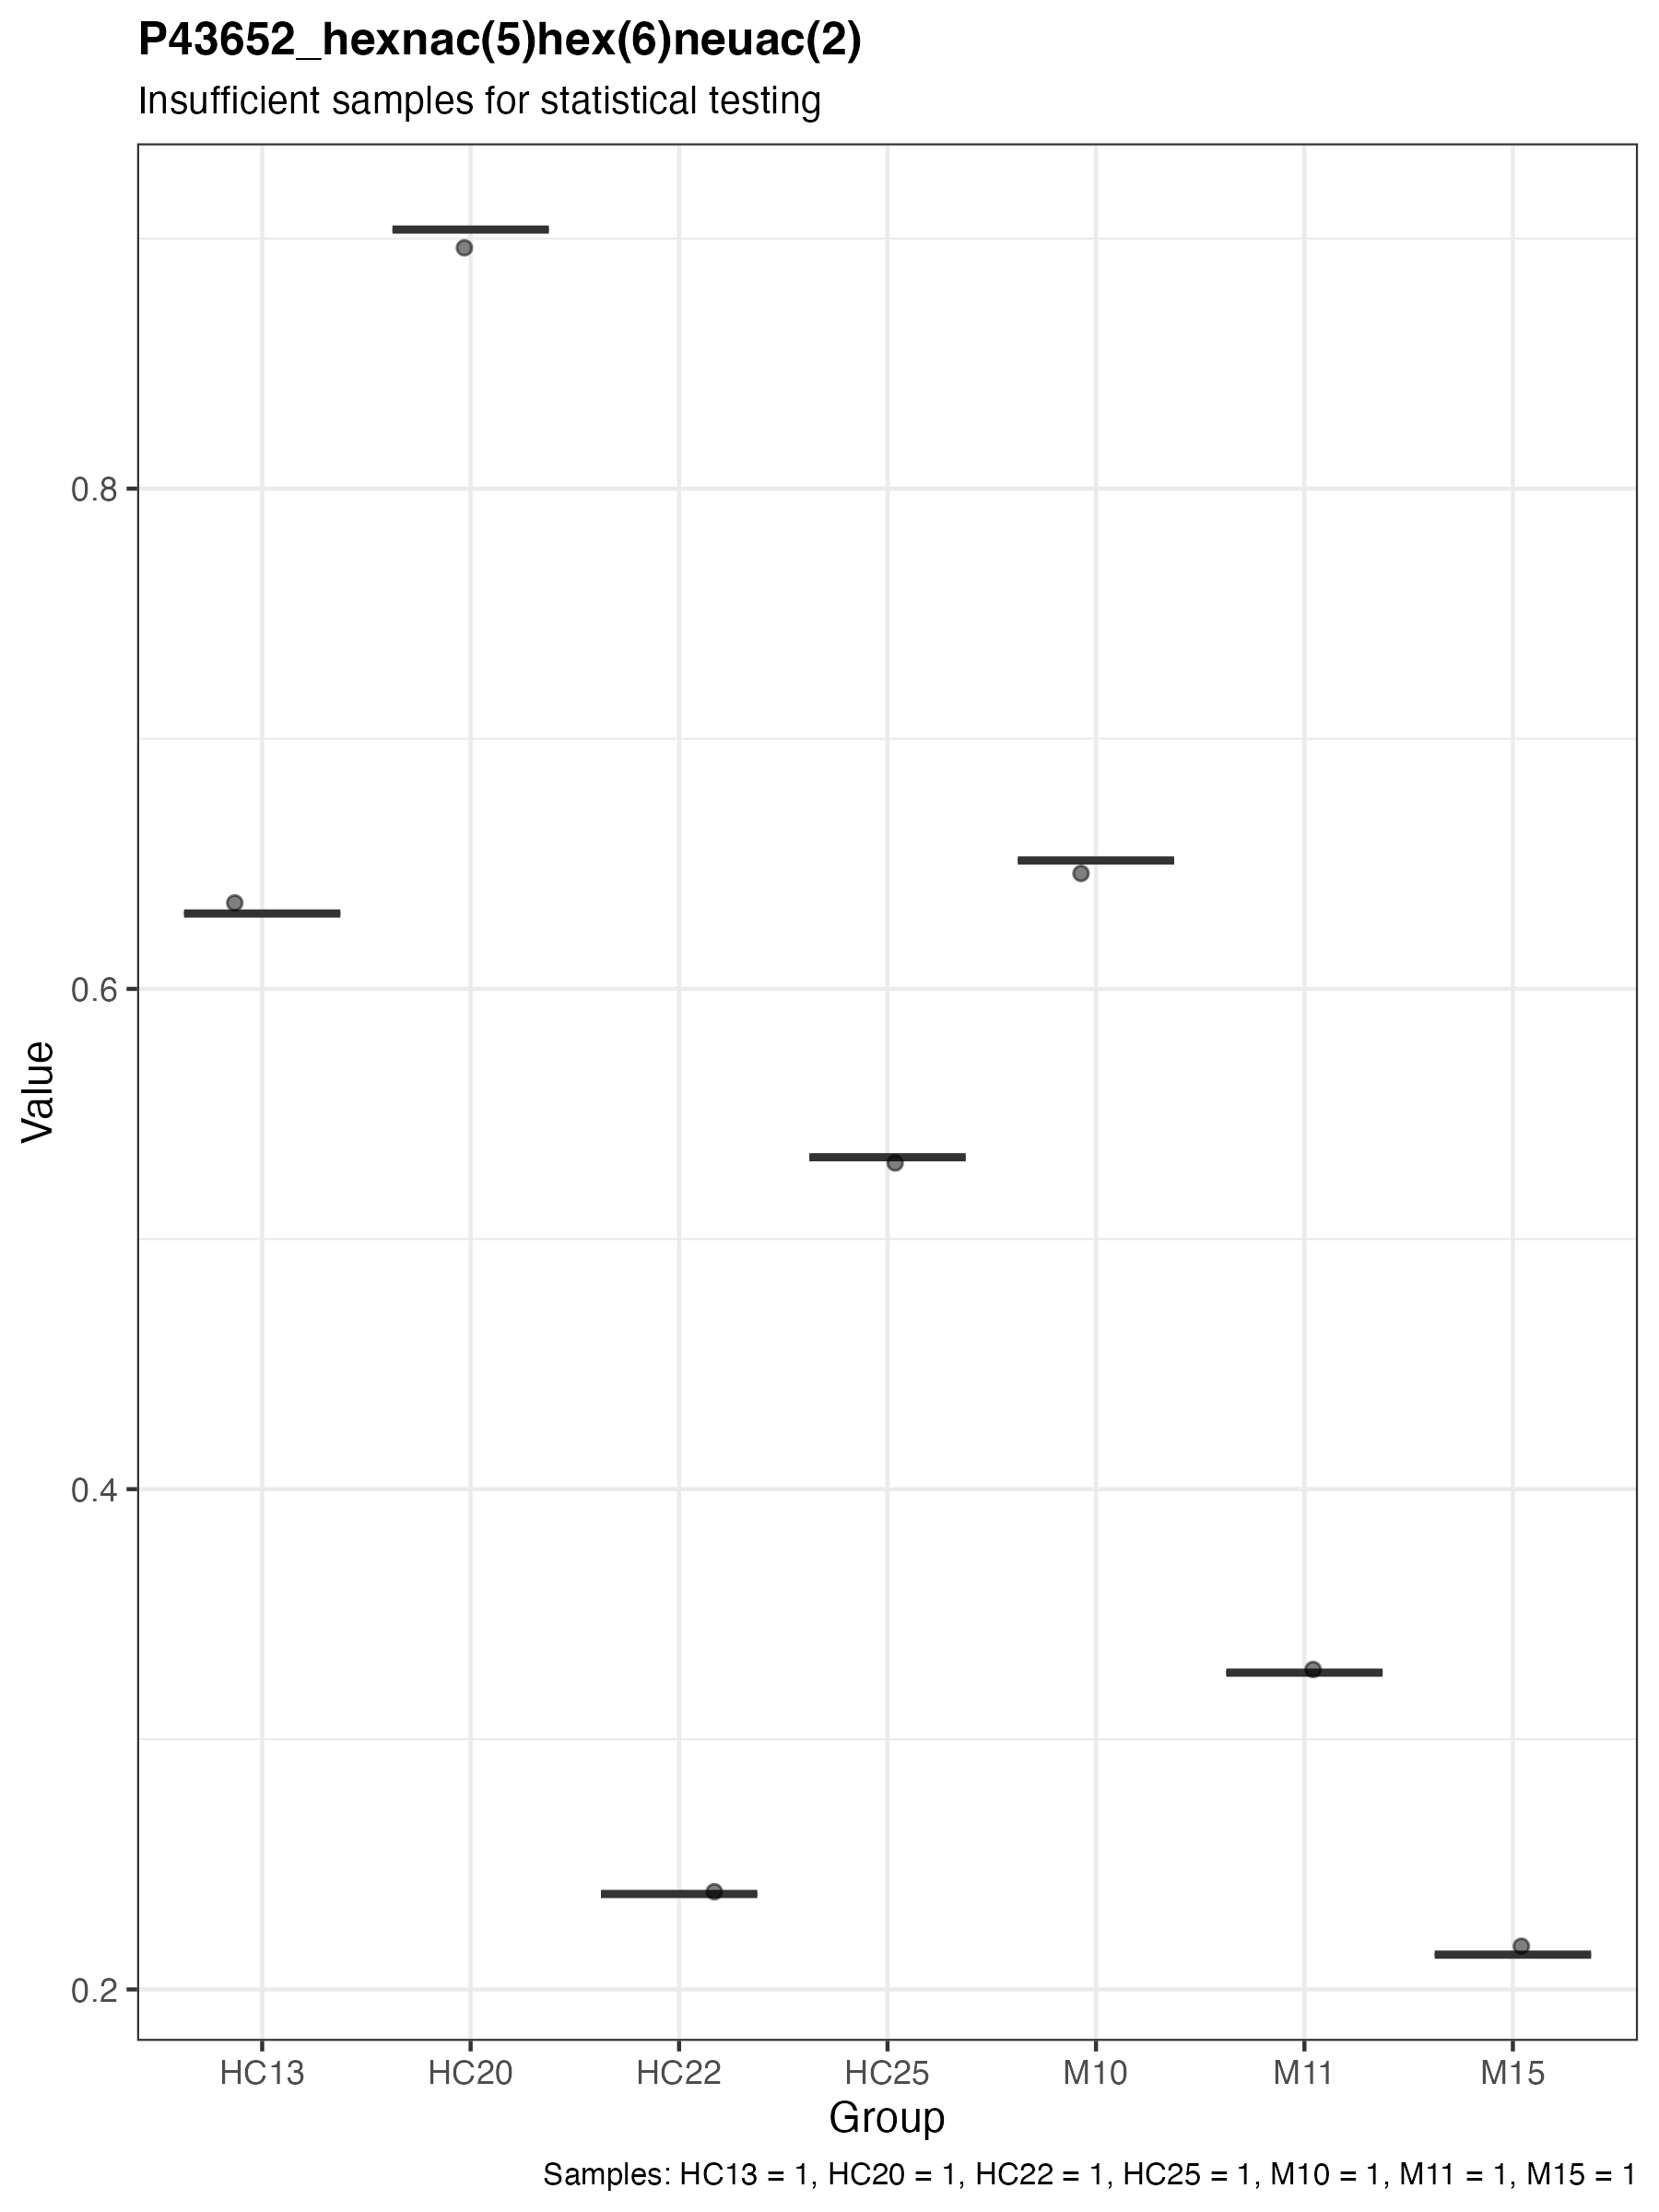 P43652_hexnac(5)hex(6)neuac(2)
Insufficient samples for statistical testing
Value
0.8
0.6
0.4
0.2
HC13 HC20 HC22 HC25 M10 M11 M15
Group
Samples: HC13 = 1, HC20 = 1, HC22 = 1, HC25 = 1, M10 = 1, M11 = 1, M15 = 1